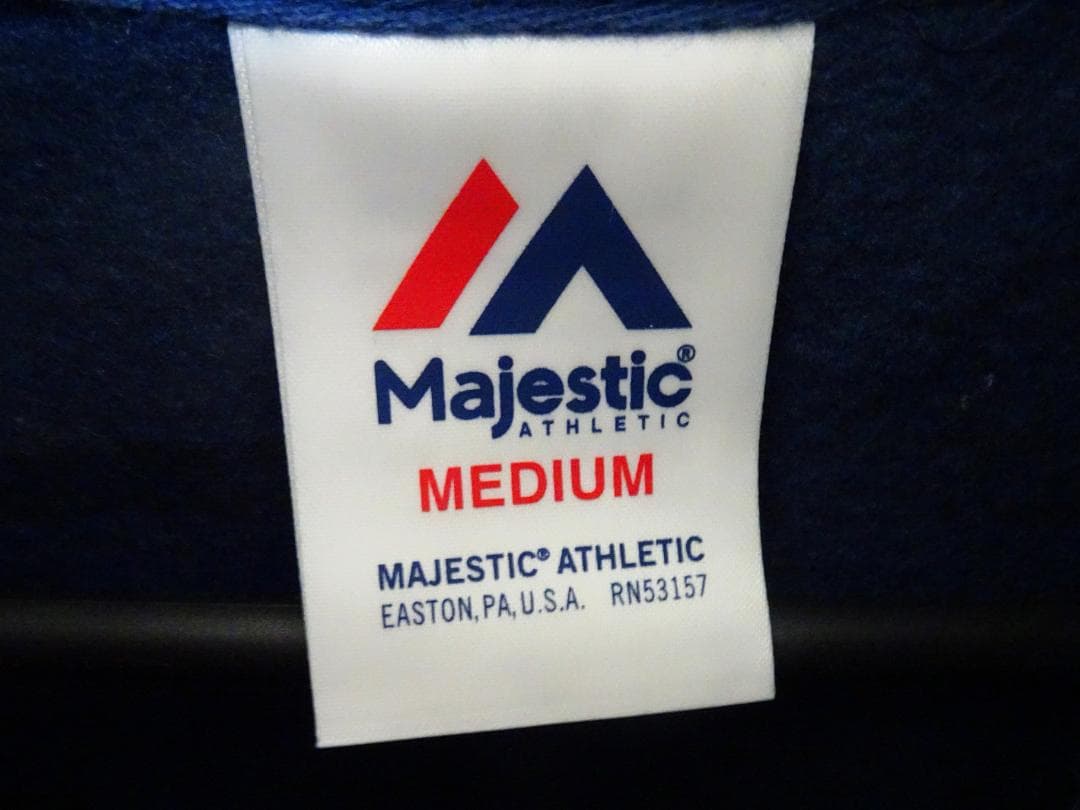 Majestic®
ATHLETIC
MEDIUM
MAJESTIC® ATHLETIC
EASTON, PA, U.S.A. RN53157